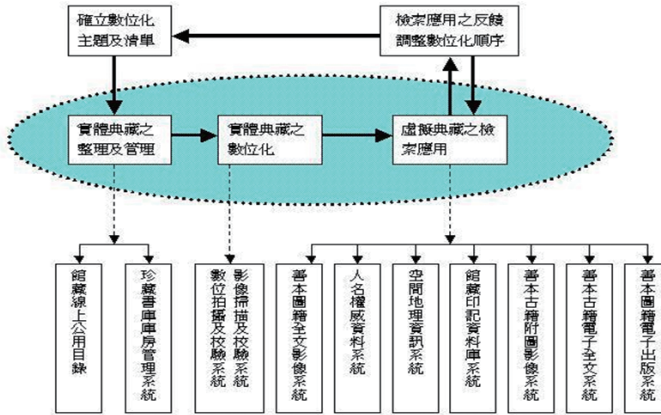 確立數位化
主題及清單
檢索應用之反饋
調整數位化順序
實體典藏之
整理及管理
實體典藏之
數位化
虛擬典藏之檢
索應用
館藏線上公用目錄
珍藏書庫庫房管理系統
影像掃描及校驗系統
數位拍攝及校驗系統
善本圖籍全文影像系統
人名權威資料系統
空間地理資訊系統
館藏印記資料庫系統
善本古籍附圖影像系統
善本古籍電子全文系統
善本圖籍電子出版系統